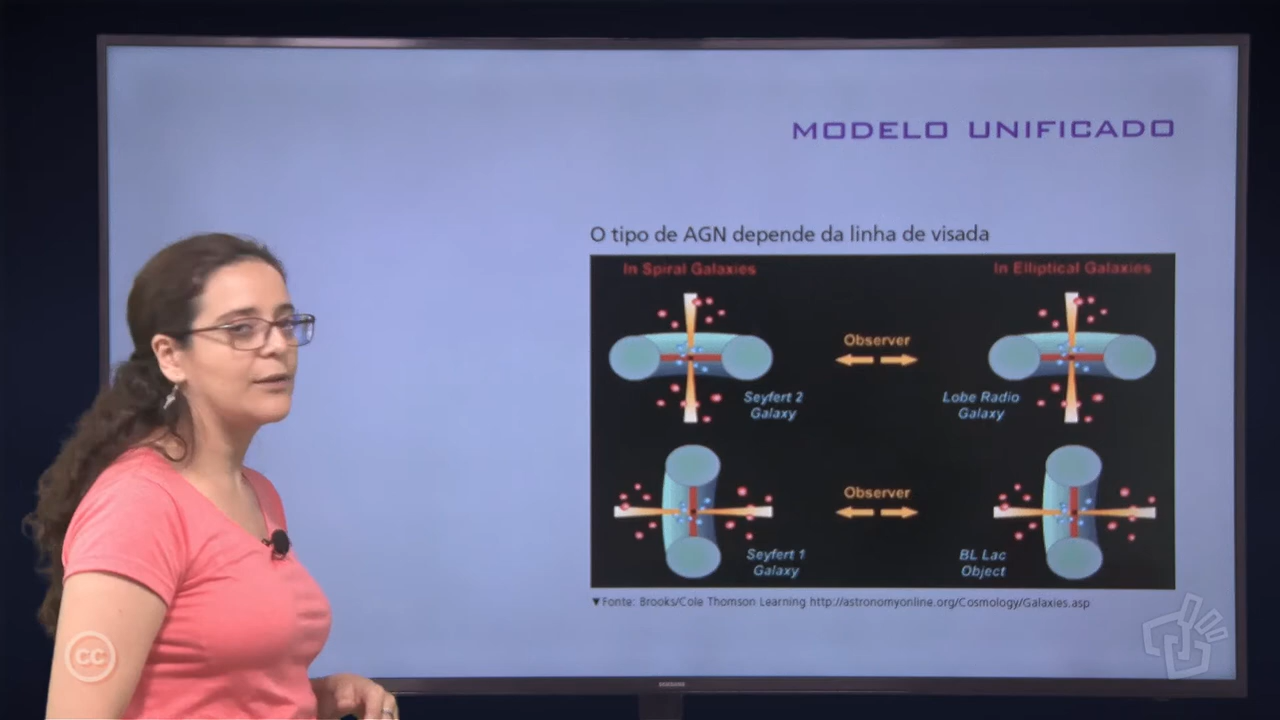 MODELO UNIFICADO
O tipo de AGN depende da linha de visada
In Spiral Galaxies
In Elliptical Galaxies
Observer
Seyfert 2
Galaxy
Lobe Radio
Galaxy
Observer
Seyfert 1
Galaxy
BL Lac
Object
▼Fonte: Brooks/Cole Thomson Learning http://astronomyonline.org/Cosmology/Galaxies.asp
cc
SAMSUNG